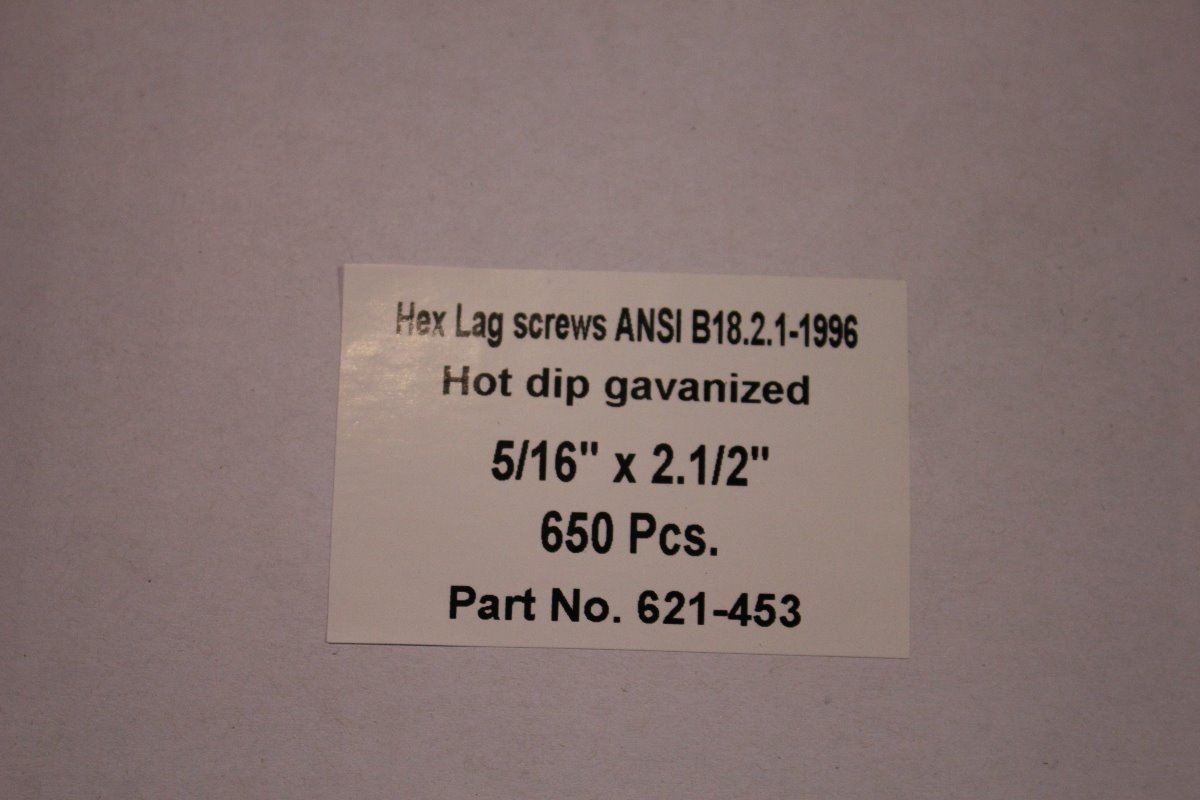 Hex Lag screws ANSI B18.2.1-1996
Hot dip gavanized
5/16" x 2.1/2"
650 Pcs.
Part No. 621-453